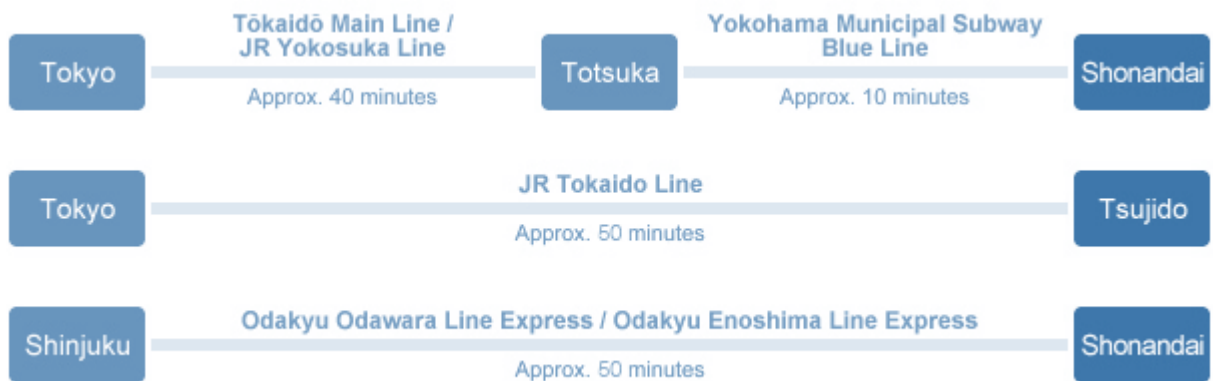 Tōkaidō Main Line /
JR Yokosuka Line
Yokohama Municipal Subway
Blue Line
Tokyo
Totsuka
Shonandai
Approx. 40 minutes
Approx. 10 minutes
JR Tokaido Line
Tokyo
Tsujido
Approx. 50 minutes
Odakyu Odawara Line Express / Odakyu Enoshima Line Express
Shinjuku
Shonandai
Approx. 50 minutes